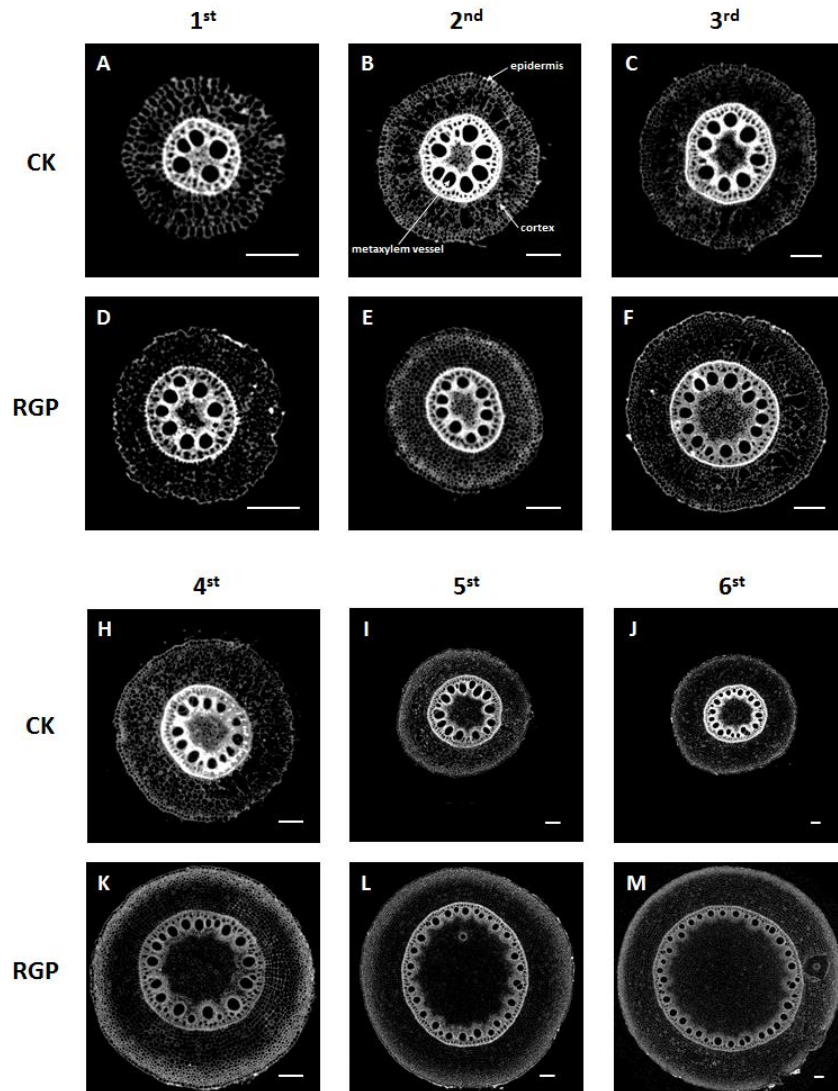 1st 2nd 3rd
CK
A B C
epidermis
cortex
metaxylem vessel
RGP
D E F
4st 5st 6st
CK
H I J
RGP
K L M